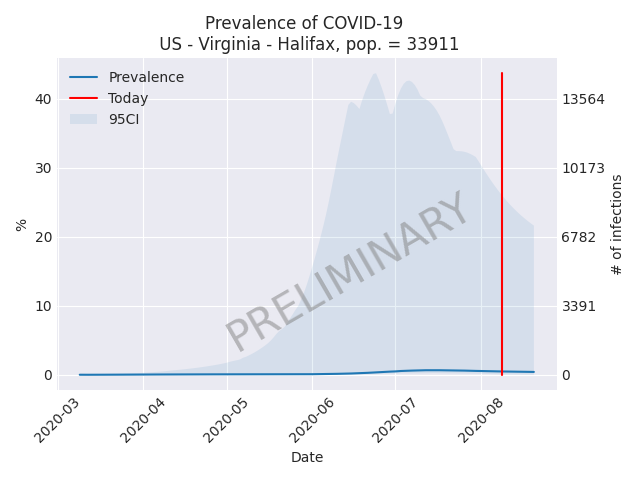 Prevalence of COVID-19
US - Virginia - Halifax, pop. = 33911
Prevalence
Today
95CI
40
30
20
10
0
%
13564
10173
6782
3391
0
# of infections
PRELIMINARY
2020-03
2020-04
2020-05
2020-06
2020-07
2020-08
Date